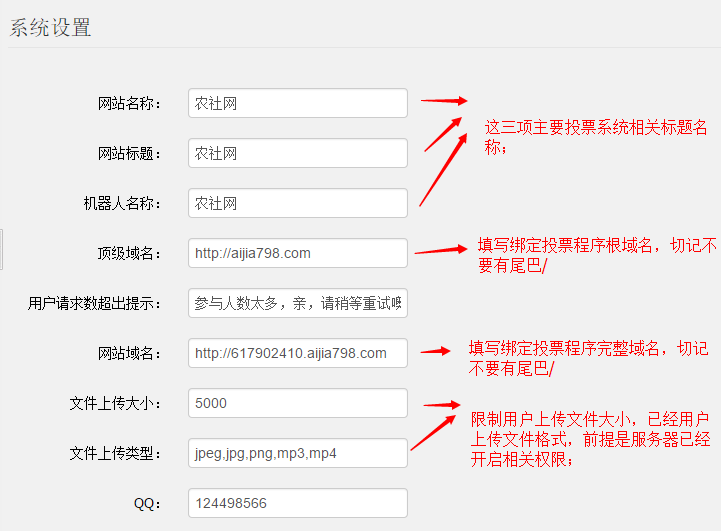 系统设置
网站名称： 农社网
网站标题： 农社网
这三项主要投票系统相关标题名
称；
机器人名称： 农社网
顶级域名： http://aijia798.com
填写绑定投票程序根域名，切记不
要有尾巴/
用户请求数超出提示： 参与人数太多，亲，请稍等重试
网站域名： http://617902410.aijia798.com
填写绑定投票程序完整域名，切记
不要有尾巴/
文件上传大小： 5000
文件上传类型： jpeg,jpg,png,mp3,mp4
限制用户上传文件大小，已经用户
上传文件格式，前提是服务器已经
开启相关权限；
QQ： 124498566